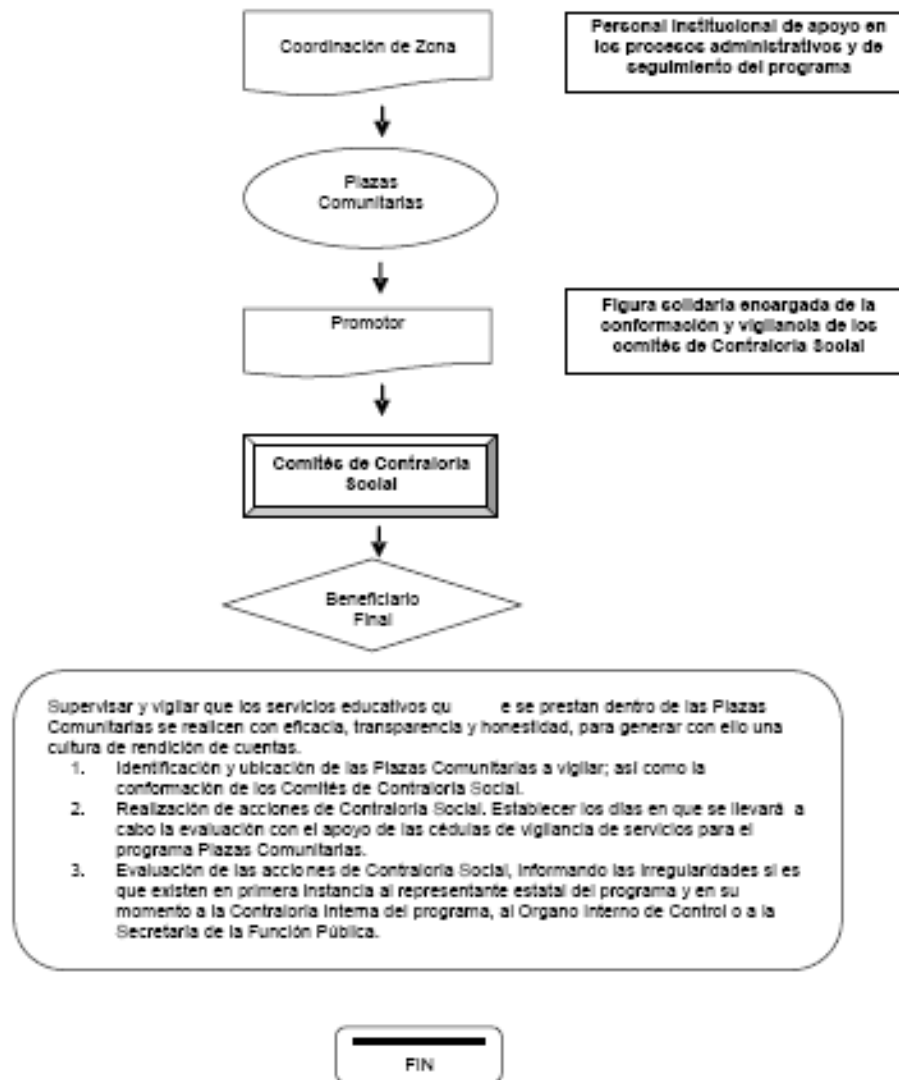 Coordinación de Zona
Personal Institucional de apoyo en
los procesos administrativos y de
seguimiento del programa
Plazas
Comunitarias
Promotor
Figura solidaria encargada de la
conformación y vigilancia de los
comités de Contraloría Social
Comités de Contraloría
Social
Beneficiario
Final
Supervisar y vigilar que los servicios educativos qu e se prestan dentro de las Plazas
Comunitarias se realicen con eficacia, transparencia y honestidad, para generar con ello una
cultura de rendición de cuentas.
1. Identificación y ubicación de las Plazas Comunitarias a vigilar; así como la
conformación de los Comités de Contraloría Social.
2. Realización de acciones de Contraloría Social. Establecer los días en que se llevará a
cabo la evaluación con el apoyo de las cédulas de vigilancia de servicios para el
programa Plazas Comunitarias.
3. Evaluación de las acciones de Contraloría Social, informando las irregularidades si es
que existen en primera instancia al representante estatal del programa y en su
momento a la Contraloría Interna del programa, al Organo Interno de Control o a la
Secretaría de la Función Pública.
FIN